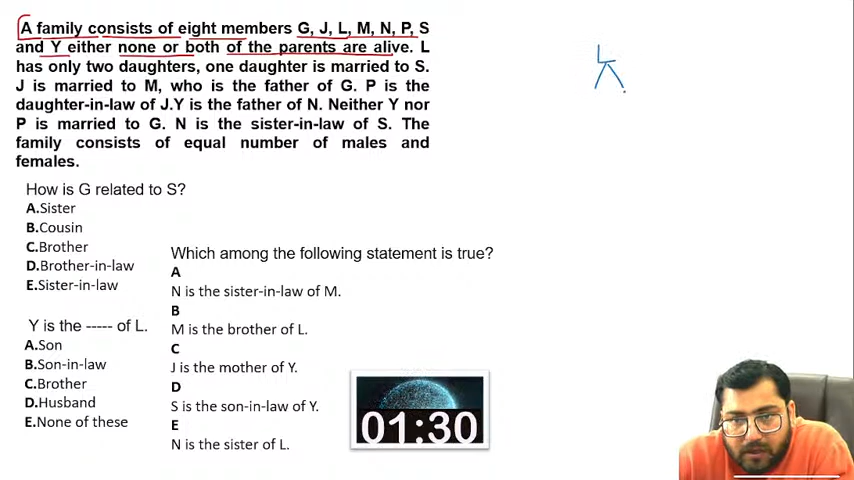 A family consists of eight members G, J, L, M, N, P, S
and Y either none or both of the parents are alive. L
has only two daughters, one daughter is married to S.
J is married to M, who is the father of G. P is the
daughter-in-law of J.Y is the father of N. Neither Y nor
P is married to G. N is the sister-in-law of S. The
family consists of equal number of males and
females.
How is G related to S?
A.Sister
B.Cousin
C.Brother
D.Brother-in-law
E.Sister-in-law
Y is the ----- of L.
A.Son
B.Son-in-law
C.Brother
D.Husband
E.None of these
Which among the following statement is true?
A
N is the sister-in-law of M.
B
M is the brother of L.
C
J is the mother of Y.
D
S is the son-in-law of Y.
E
N is the sister of L.
01:30
L